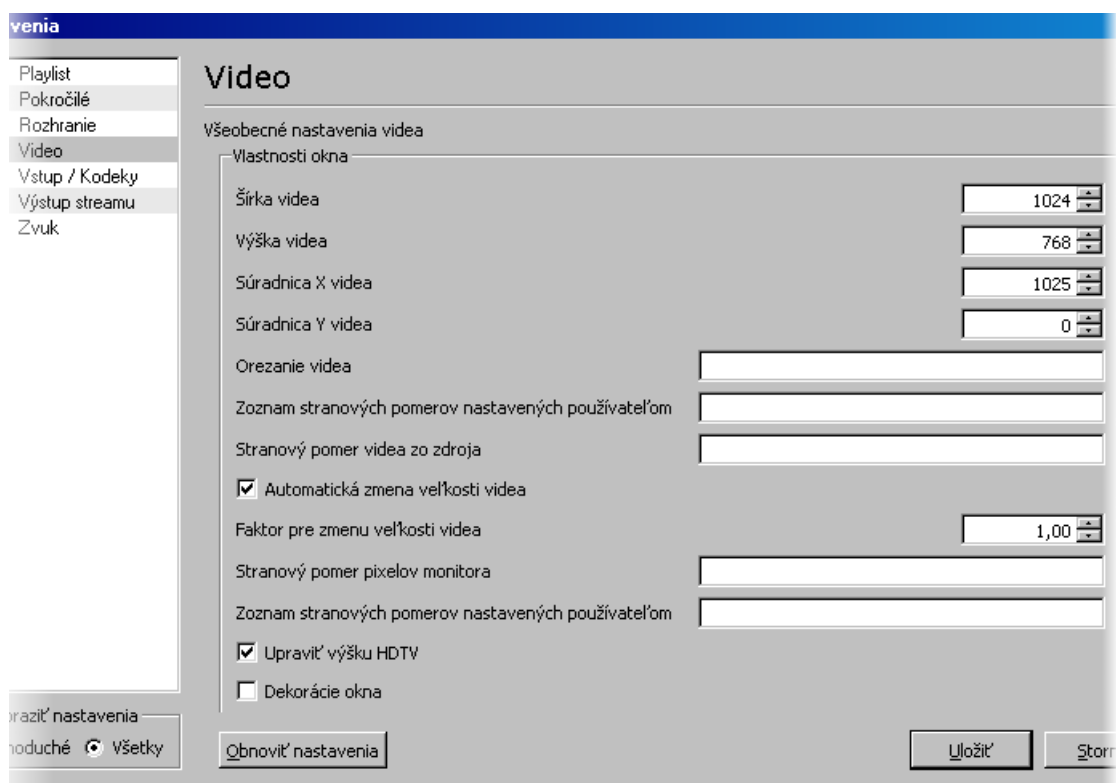 venia
Playlist
Pokročilé
Rozhranie
Video
Vstup / Kodeky
Výstup streamu
Zvuk
Video
Všeobecné nastavenia videa
Vlastnosti okna
Šírka videa 1024
Výška videa 768
Súradnica X videa 1025
Súradnica Y videa 0
Orezanie videa
Zoznam stranových pomerov nastavených používateľom
Stranový pomer videa zo zdroja
Automatická zmena veľkosti videa
Faktor pre zmenu veľkosti videa 1,00
Stranový pomer pixelov monitora
Zoznam stranových pomerov nastavených používateľom
Upraviť výšku HDTV
Dekorácie okna
braziť nastavenia
noduché Všetky
Obnoviť nastavenia
Uložiť
Storn